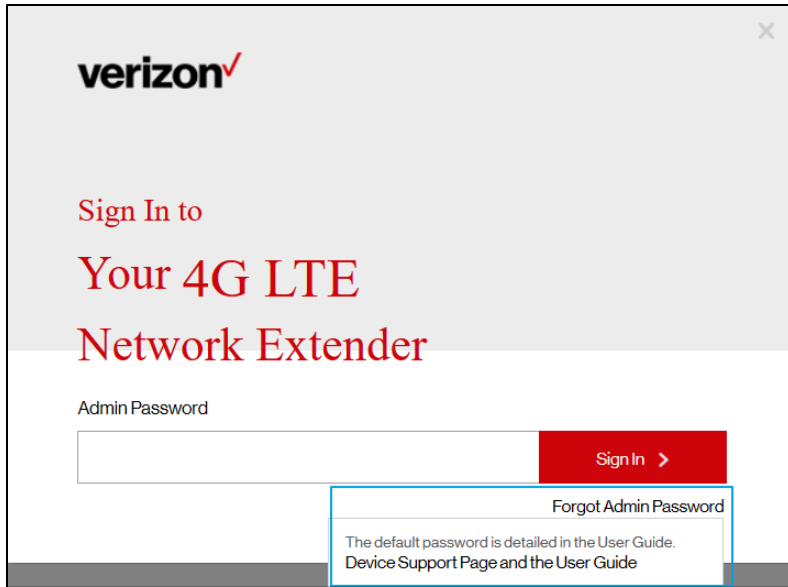 verizon
Sign In to
Your 4G LTE
Network Extender
Admin Password
Sign In
Forgot Admin Password
The default password is detailed in the User Guide.
Device Support Page and the User Guide